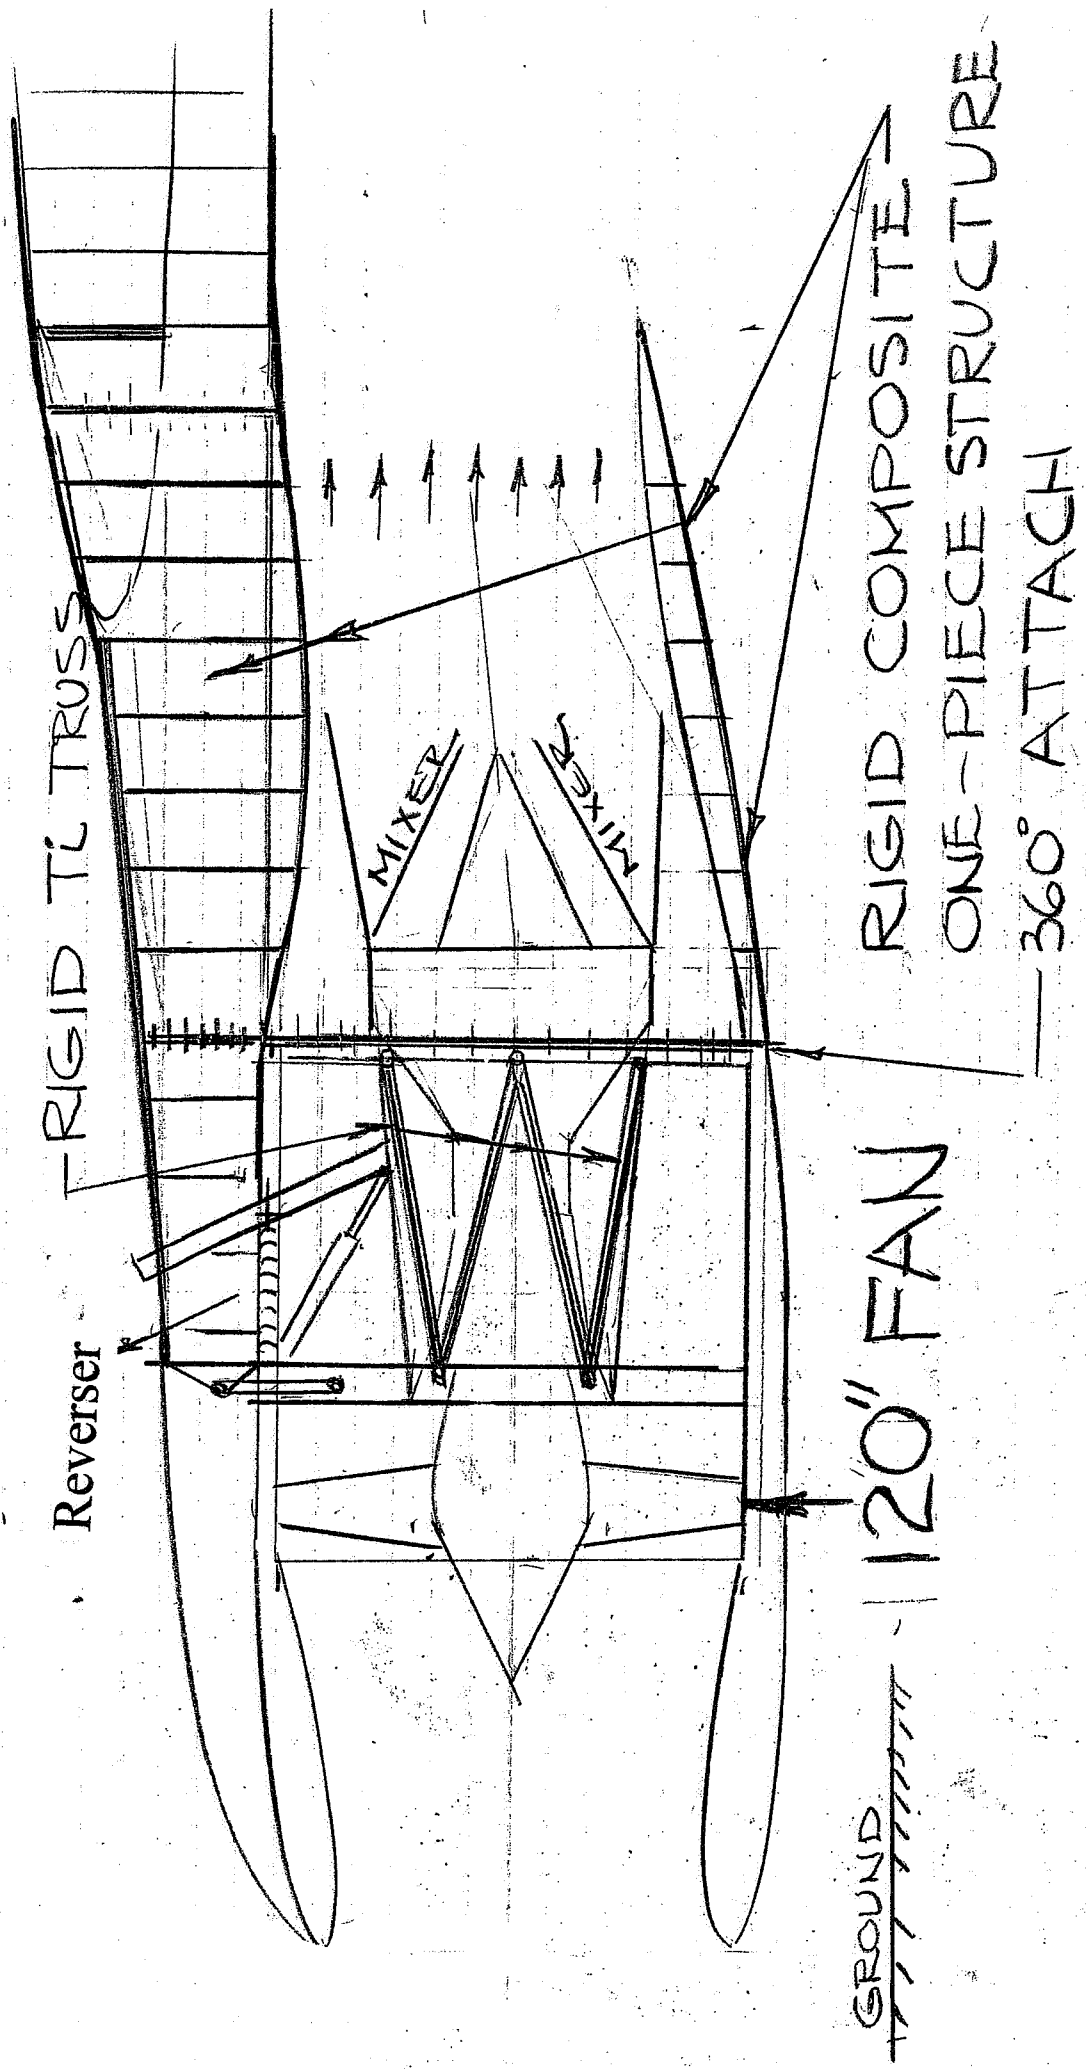 RIGID Ti TRUSS
Reverser
MIXER
MIXER
RIGID COMPOSITE
ONE-PIECE STRUCTURE
360° ATTACH
120" FAN
GROUND